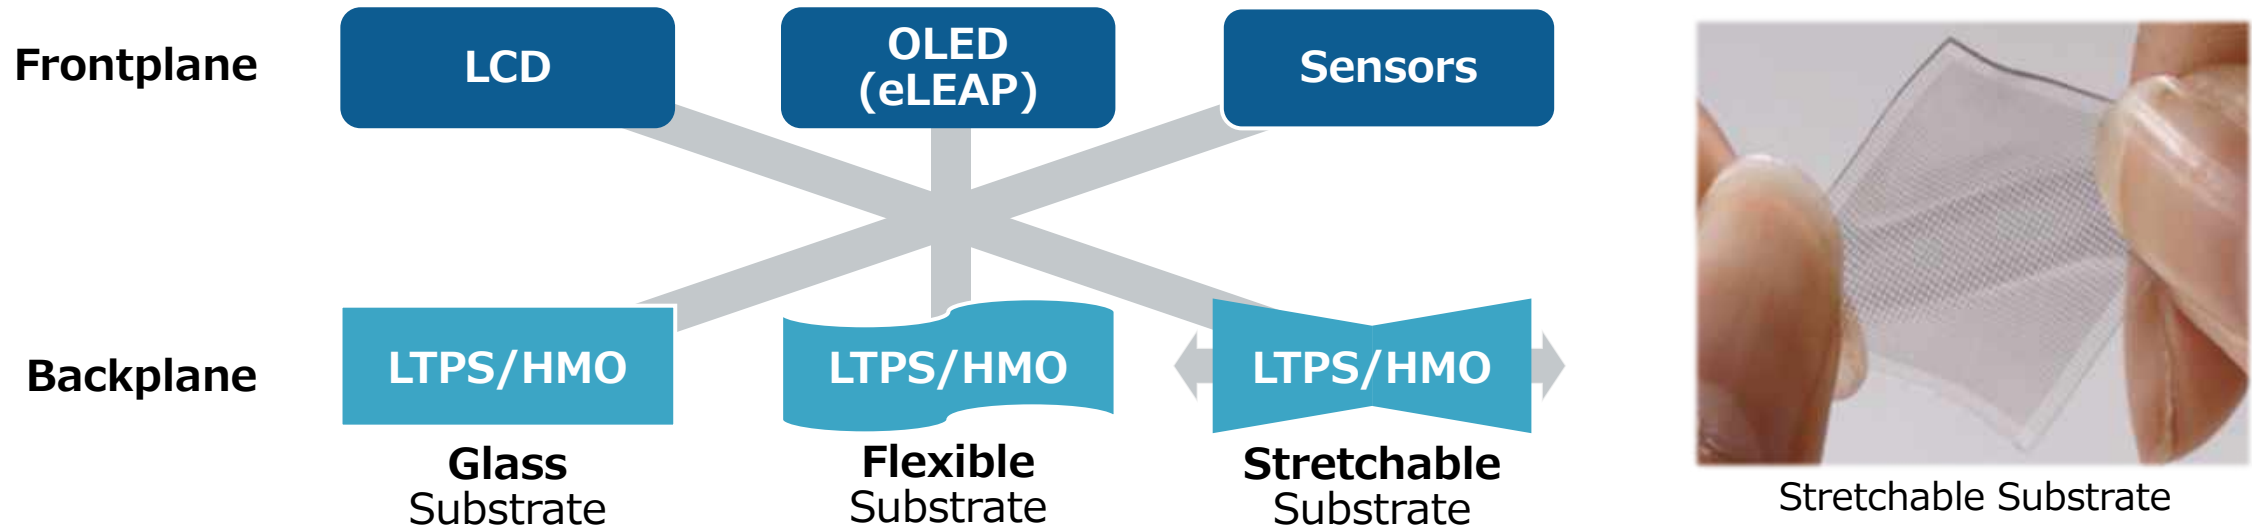 Frontplane
LCD
OLED
(eLEAP)
Sensors
Backplane
LTPS/HMO
LTPS/HMO
LTPS/HMO
Glass
Substrate
Flexible
Substrate
Stretchable
Substrate
Stretchable Substrate